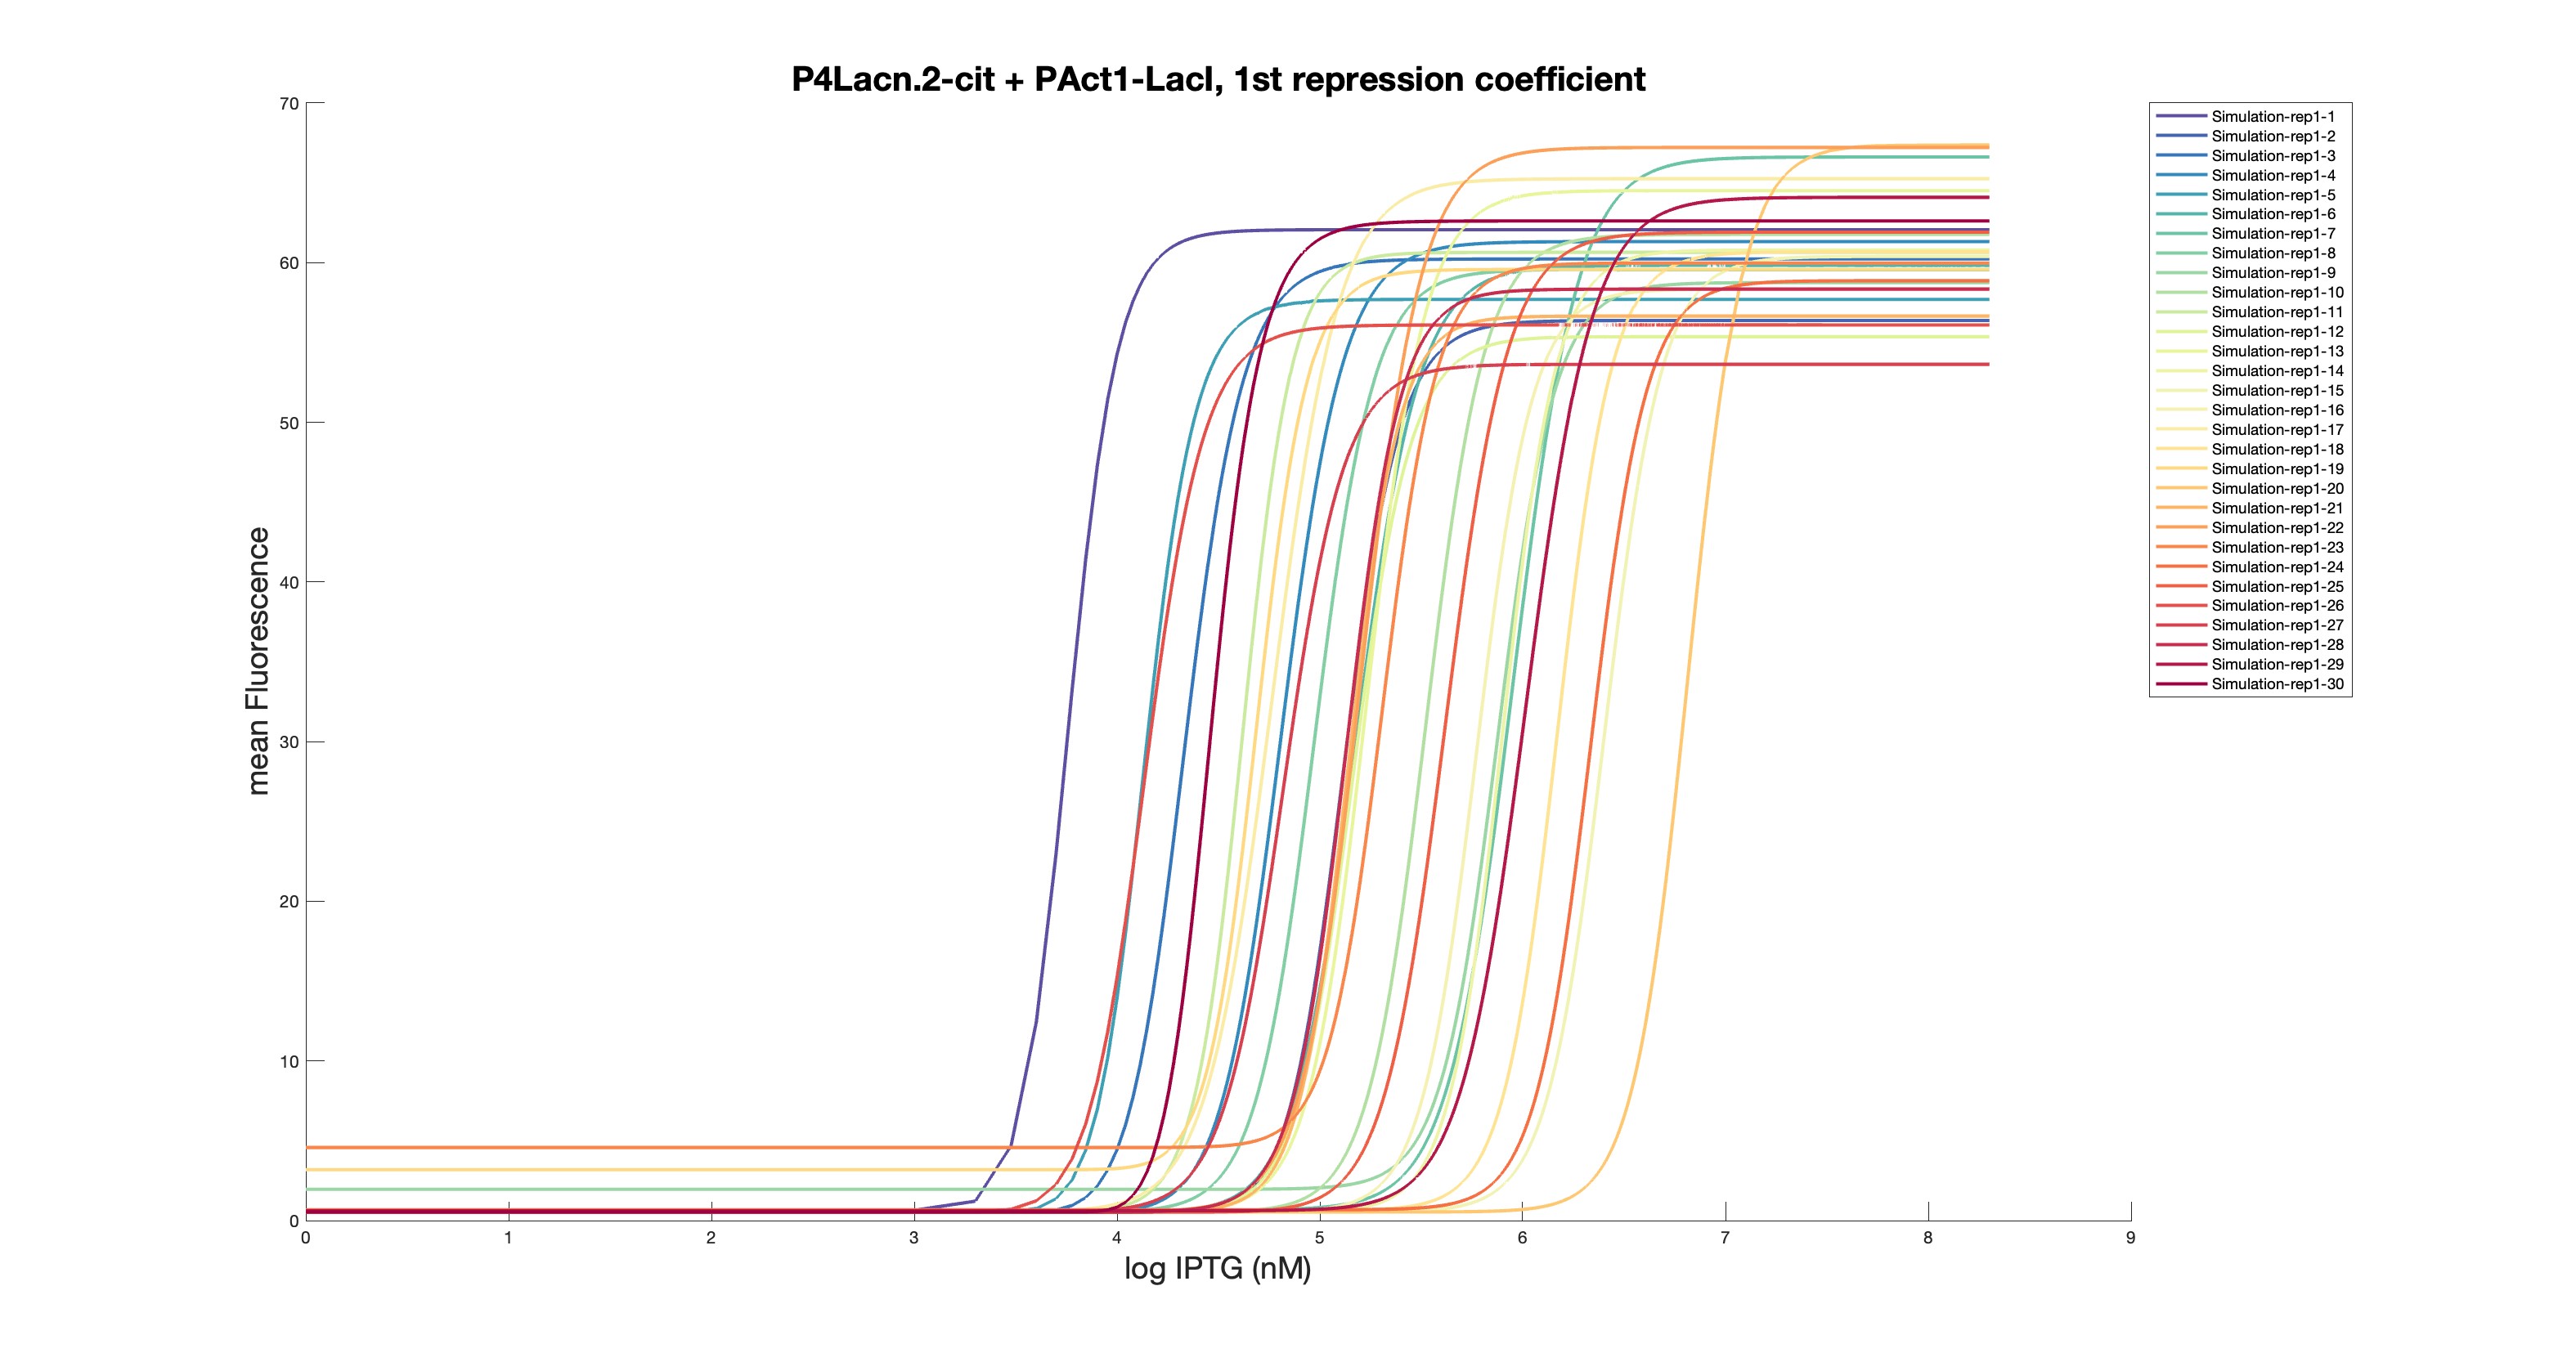 P4Lacn.2-cit + PAct1-LacI, 1st repression coefficient
70
60
50
40
30
20
10
0
mean Fluorescence
0 1 2 3 4 5 6 7 8 9
log IPTG (nM)
Simulation-rep1-1
Simulation-rep1-2
Simulation-rep1-3
Simulation-rep1-4
Simulation-rep1-5
Simulation-rep1-6
Simulation-rep1-7
Simulation-rep1-8
Simulation-rep1-9
Simulation-rep1-10
Simulation-rep1-11
Simulation-rep1-12
Simulation-rep1-13
Simulation-rep1-14
Simulation-rep1-15
Simulation-rep1-16
Simulation-rep1-17
Simulation-rep1-18
Simulation-rep1-19
Simulation-rep1-20
Simulation-rep1-21
Simulation-rep1-22
Simulation-rep1-23
Simulation-rep1-24
Simulation-rep1-25
Simulation-rep1-26
Simulation-rep1-27
Simulation-rep1-28
Simulation-rep1-29
Simulation-rep1-30